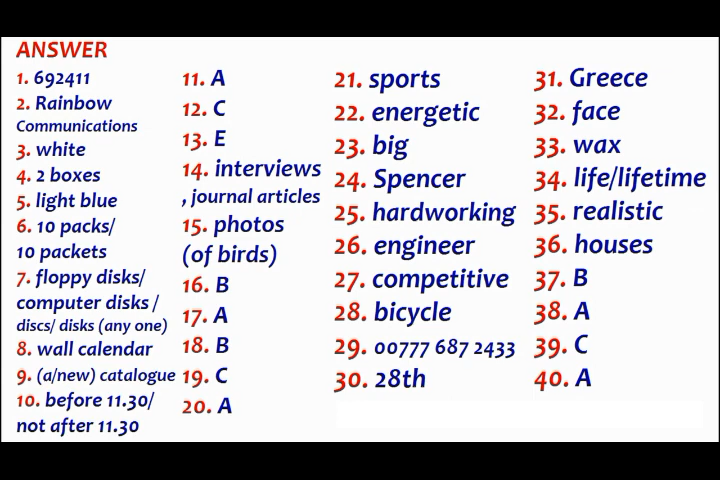 ANSWER
1. 692411
2. Rainbow
Communications
3. white
4. 2 boxes
5. light blue
6. 10 packs/
10 packets
7. floppy disks/
computer disks /
discs/ disks (any one)
8. wall calendar
9. (a/new) catalogue
10. before 11.30/
not after 11.30
11. A
12. C
13. E
14. interviews
, journal articles
15. photos
(of birds)
16. B
17. A
18. B
19. C
20. A
21. sports
22. energetic
23. big
24. Spencer
25. hardworking
26. engineer
27. competitive
28. bicycle
29. 00777 687 2433
30. 28th
31. Greece
32. face
33. wax
34. life/lifetime
35. realistic
36. houses
37. B
38. A
39. C
40. A